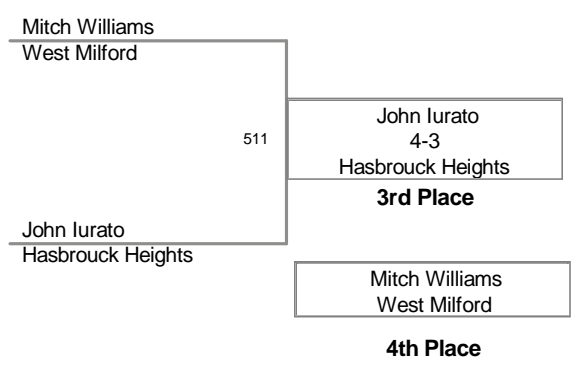 Mitch Williams
West Milford
511
John Iurato
4-3
Hasbrouck Heights
3rd Place
John Iurato
Hasbrouck Heights
Mitch Williams
West Milford
4th Place